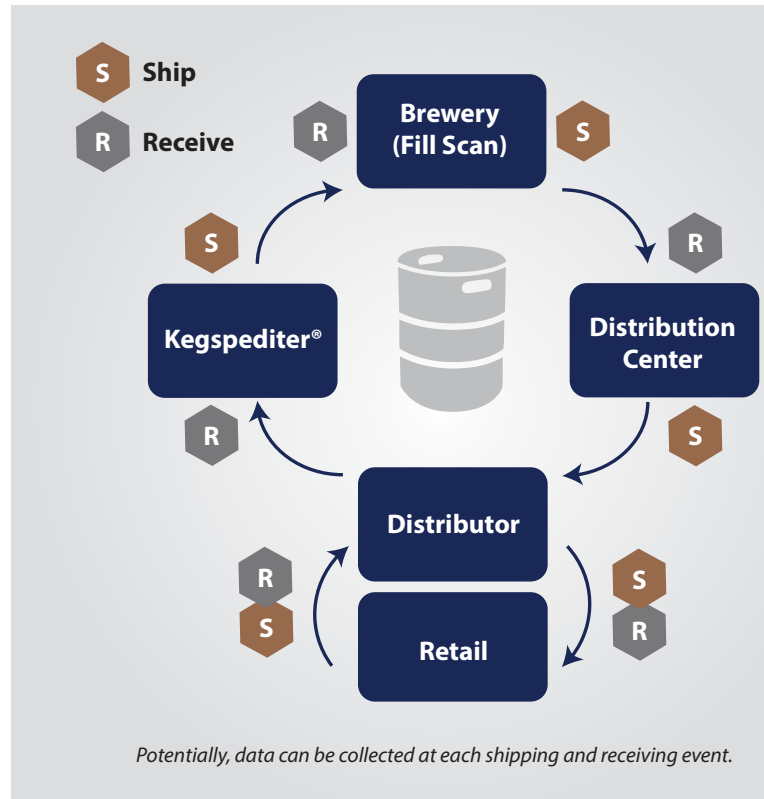 S Ship
R Receive
R
Brewery
(Fill Scan)
S
S
R
Kegspediter®
Distribution
Center
R
S
Distributor
R
S
S
R
Retail
Potentially, data can be collected at each shipping and receiving event.